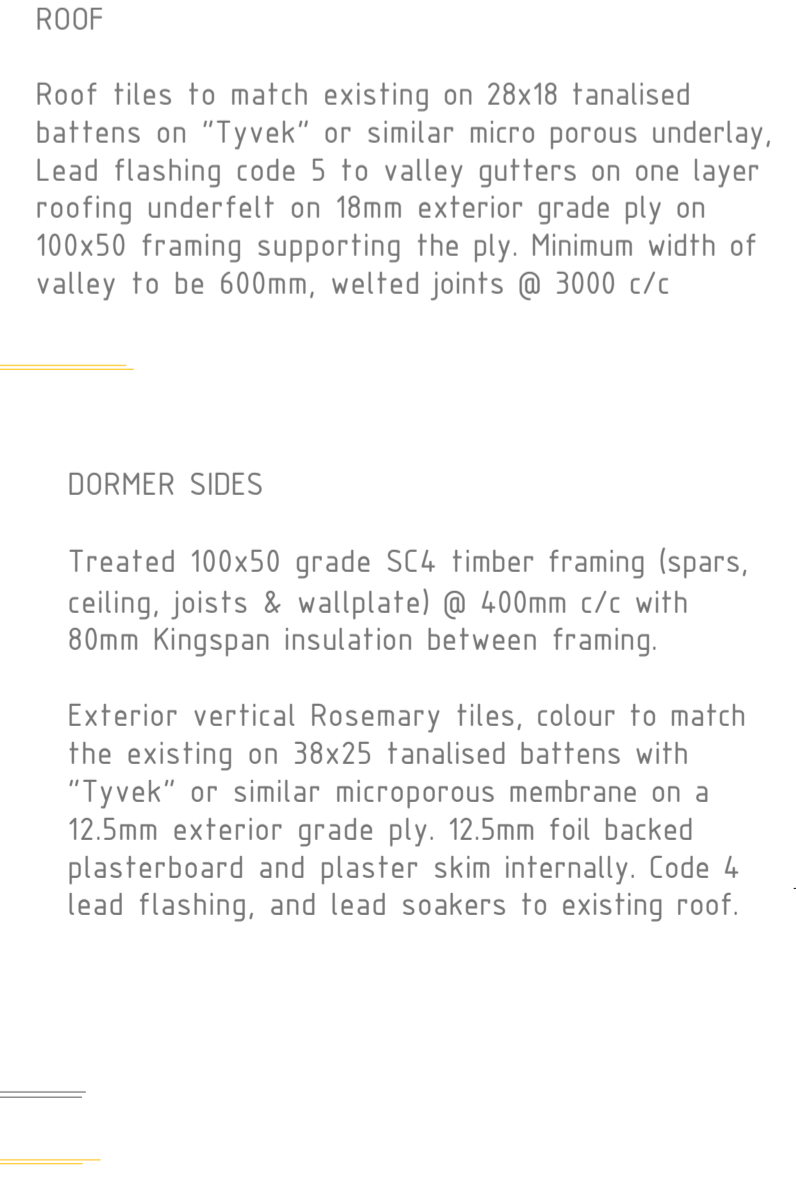 ROOF
Roof tiles to match existing on 28x18 tanalised
battens on "Tyvek" or similar micro porous underlay,
Lead flashing code 5 to valley gutters on one layer
roofing underfelt on 18mm exterior grade ply on
100x50 framing supporting the ply. Minimum width of
valley to be 600mm, welted joints @ 3000 c/c
DORMER SIDES
Treated 100x50 grade SC4 timber framing (spars,
ceiling, joists & wallplate) @ 400mm c/c with
80mm Kingspan insulation between framing.
Exterior vertical Rosemary tiles, colour to match
the existing on 38x25 tanalised battens with
"Tyvek" or similar microporous membrane on a
12.5mm exterior grade ply. 12.5mm foil backed
plasterboard and plaster skim internally. Code 4
lead flashing, and lead soakers to existing roof.